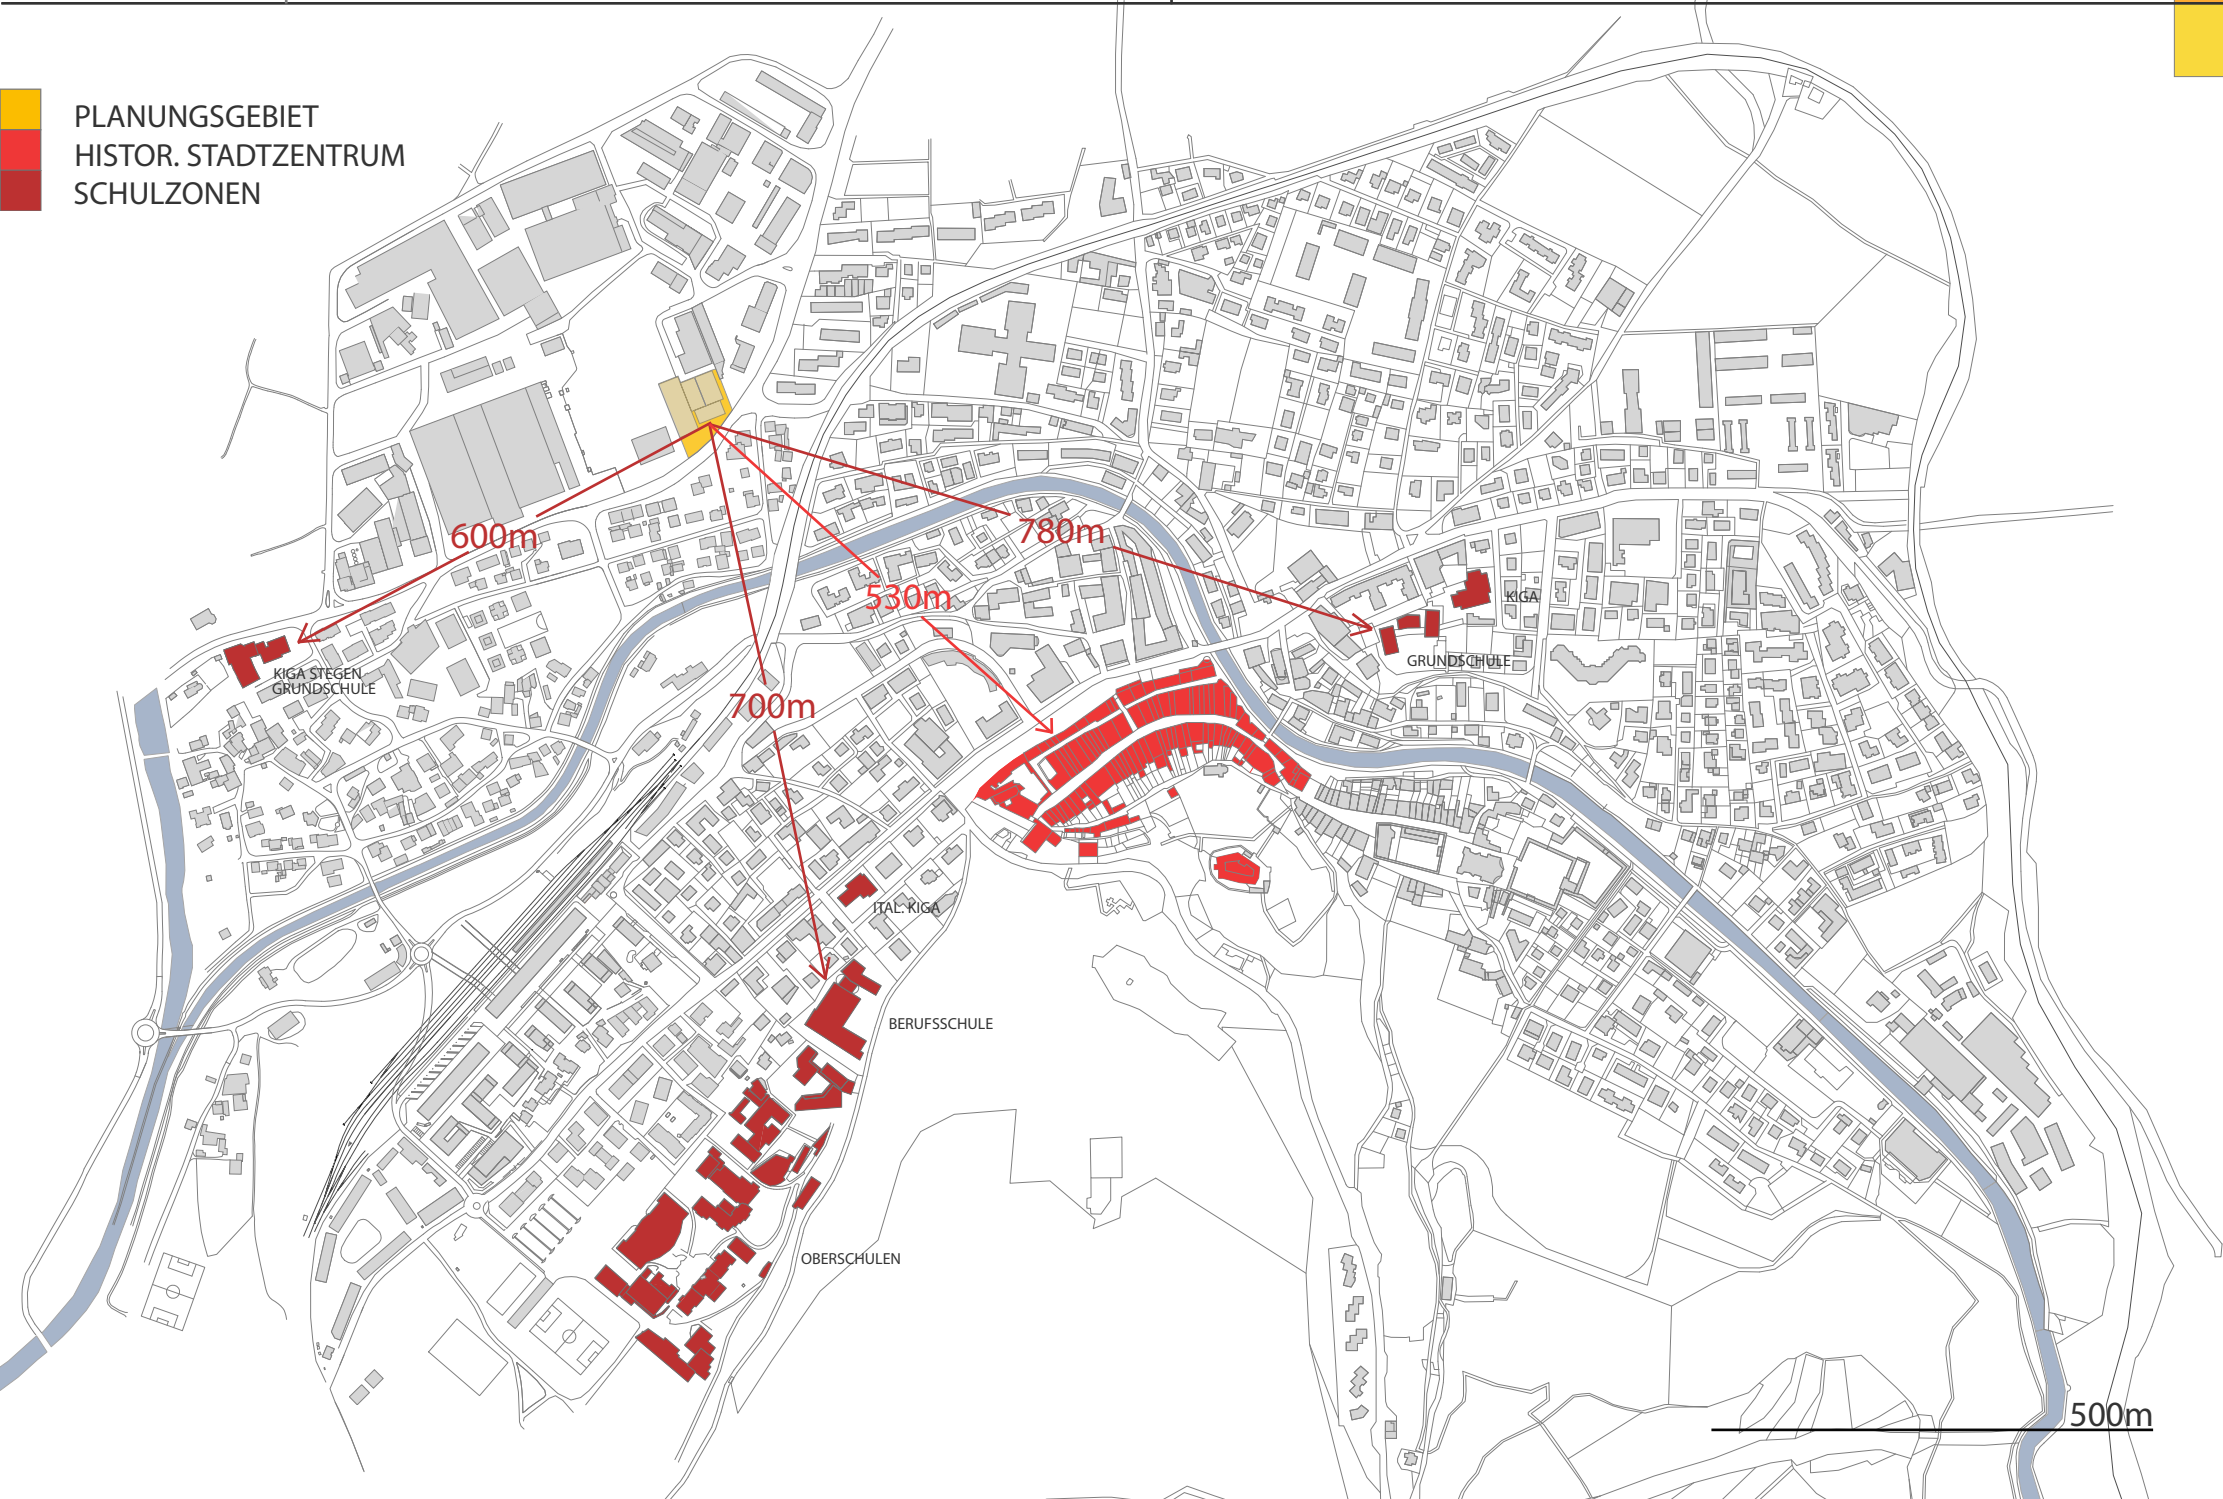 PLANUNGSGEBIET
HISTOR. STADTZENTRUM
SCHULZONEN
600m
780m
530m
KIGA
GRUNDSCHULE
KIGA STEGEN
GRUNDSCHULE
700m
ITAL. KIGA
BERUFSSCHULE
OBERSCHULEN
500m